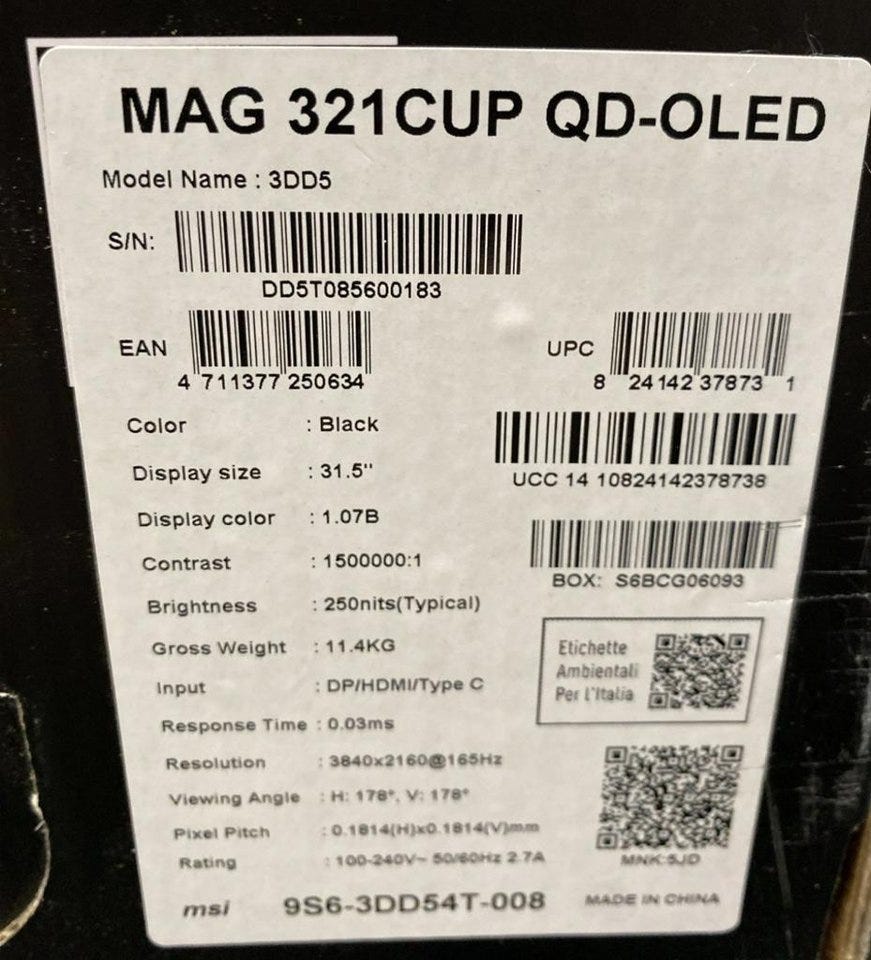 MAG 321CUP QD-OLED
Model Name : 3DD5
S/N:
DD5T085600183
EAN
4 711377 250634
UPC
8 24142 37873 1
UCC 14 10824142378738
BOX: S6BCG06093
Color : Black
Display size : 31.5"
Display color : 1.07B
Contrast : 1500000:1
Brightness : 250nits(Typical)
Gross Weight : 11.4KG
Input : DP/HDMI/Type C
Response Time : 0.03ms
Resolution : 3840x2160@165Hz
Viewing Angle : H: 178°, V: 178°
Pixel Pitch : 0.1814(H)x0.1814(V)mm
Rating : 100-240V~ 50/60Hz 2.7A
Etichette
Ambientali
Per l'Italia
MNK:5JD
msi 9S6-3DD54T-008 MADE IN CHINA